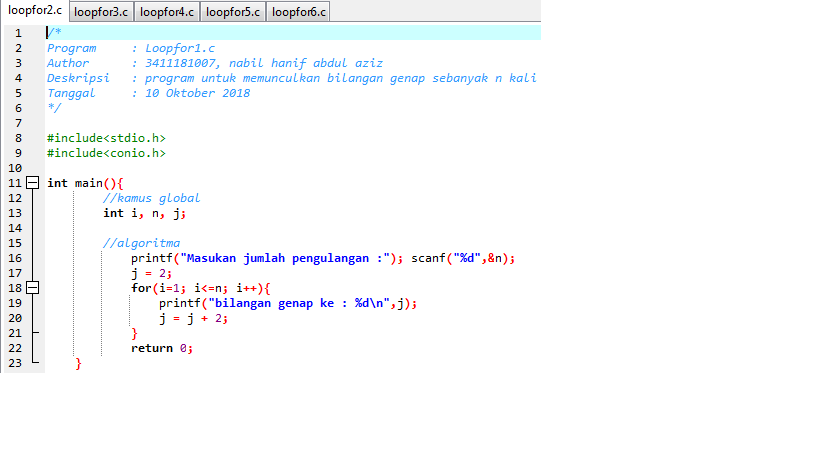 loopfor2.c loopfor3.c loopfor4.c loopfor5.c loopfor6.c
1 /*
2 Program : Loopfor1.c
3 Author : 3411181007, nabil hanif abdul aziz
4 Deskripsi : program untuk memunculkan bilangan genap sebanyak n kali
5 Tanggal : 10 Oktober 2018
6 */
7
8 #include<stdio.h>
9 #include<conio.h>
10
11 int main(){
12 //kamus global
13 int i, n, j;
14
15 //algoritma
16 printf("Masukan jumlah pengulangan :"); scanf("%d",&n);
17 j = 2;
18 for(i=1; i<=n; i++){
19 printf("bilangan genap ke : %d\n",j);
20 j = j + 2;
21 }
22 return 0;
23 }